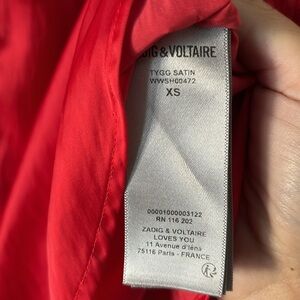 ZADIG & VOLTAIRE
TYGG SATIN
WWSH00472
XS
00001000003122
RN 116 202
ZADIG & VOLTAIRE
LOVES YOU
11 Avenue d'Iéna
75116 Paris - FRANCE